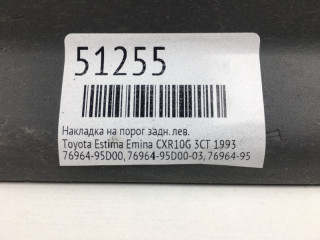 51255
Накладка на порог задн.лев.
Toyota Estima Emina CXR10G 3CT 1993
76964-95D00, 76964-95D00-03, 76964-95